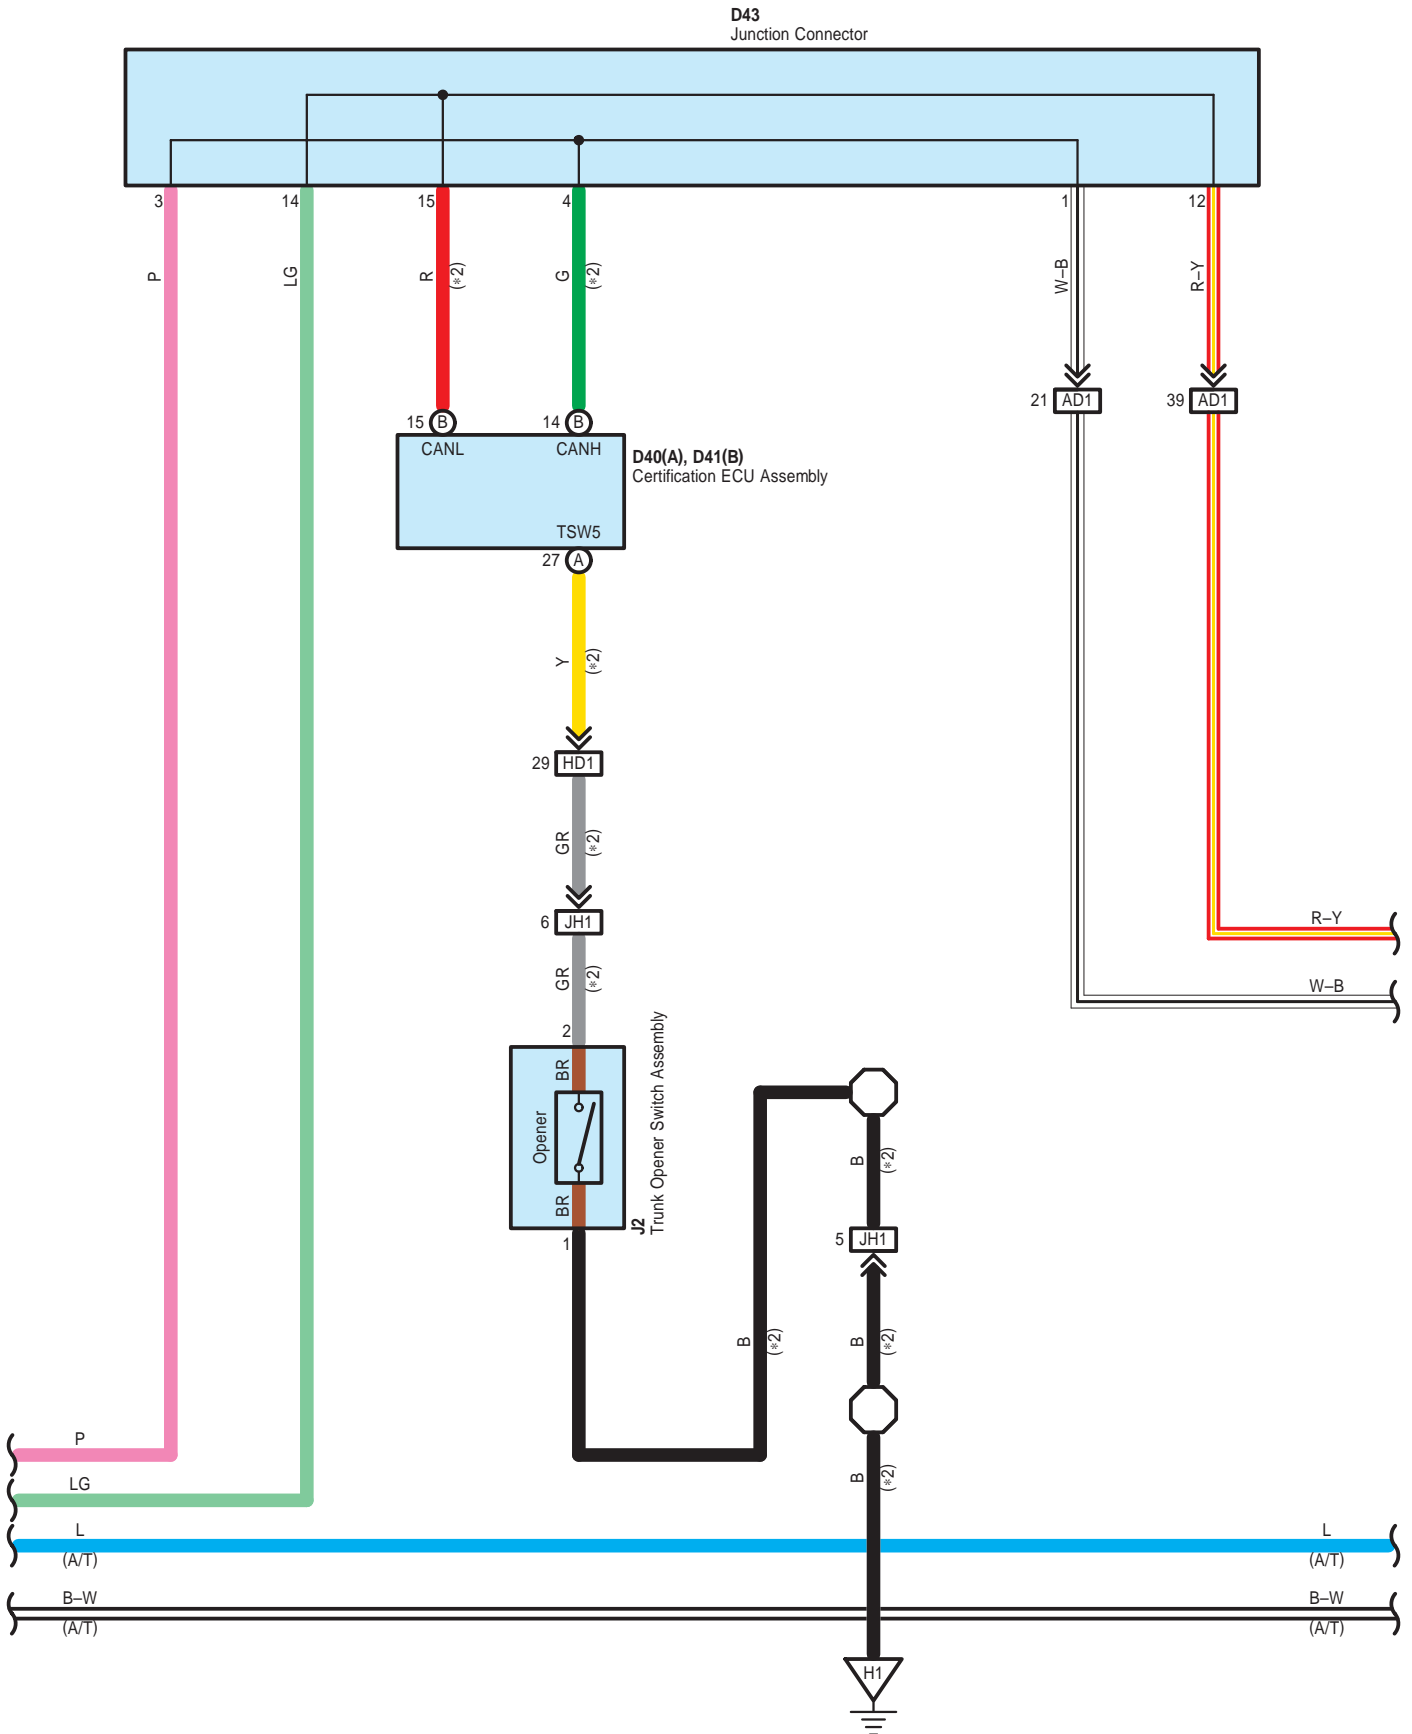 D43
Junction Connector
3
14
15
4
1
12
P
LG
R
(*2)
G
(*2)
W–B
R–Y
21
AD1
39
AD1
15
B
14
B
CANL
CANH
D40(A), D41(B)
Certification ECU Assembly
TSW5
27
A
Y
(*2)
29
HD1
GR
(*2)
6
JH1
GR
(*2)
R–Y
W–B
2
BR
Opener
BR
J2
Trunk Opener Switch Assembly
1
B
(*2)
5
JH1
B
(*2)
B
(*2)
B
(*2)
P
LG
L
(A/T)
L
(A/T)
B–W
(A/T)
B–W
(A/T)
H1